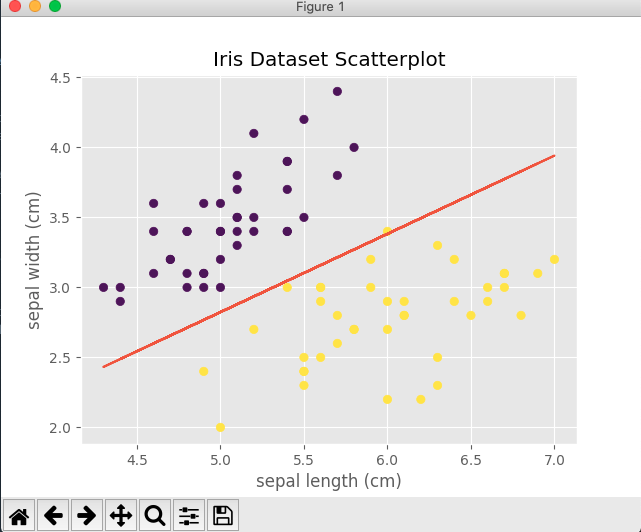 Figure 1
Iris Dataset Scatterplot
4.5
4.0
3.5
3.0
2.5
2.0
sepal width (cm)
4.5 5.0 5.5 6.0 6.5 7.0
sepal length (cm)